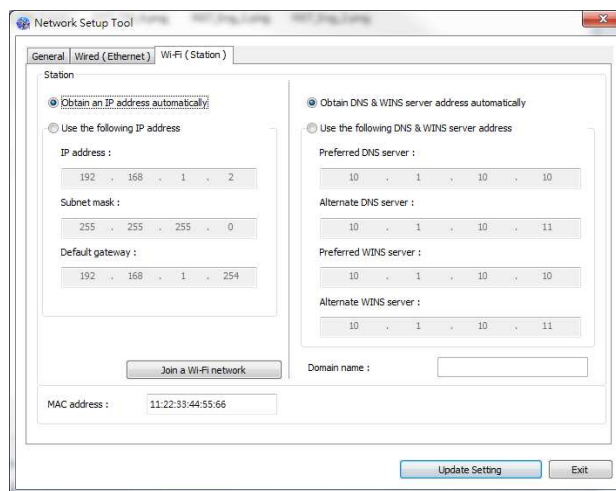 Network Setup Tool
General
Wired ( Ethernet )
Wi-Fi ( Station )
Station
Obtain an IP address automatically
Use the following IP address
IP address :
192 . 168 . 1 . 2
Subnet mask :
255 . 255 . 255 . 0
Default gateway :
192 . 168 . 1 . 254
Join a Wi-Fi network
Obtain DNS & WINS server address automatically
Use the following DNS & WINS server address
Preferred DNS server :
10 . 1 . 10 . 10
Alternate DNS server :
10 . 1 . 10 . 11
Preferred WINS server :
10 . 1 . 10 . 10
Alternate WINS server :
10 . 1 . 10 . 11
Domain name :
MAC address :
11:22:33:44:55:66
Update Setting
Exit